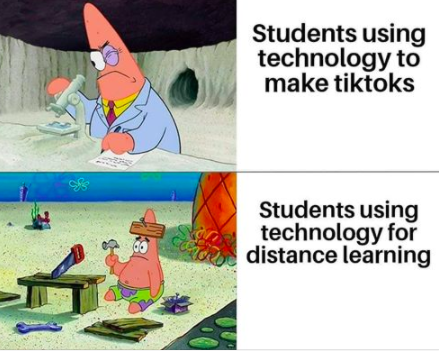 Students using
technology to
make tiktoks
Students using
technology for
distance learning